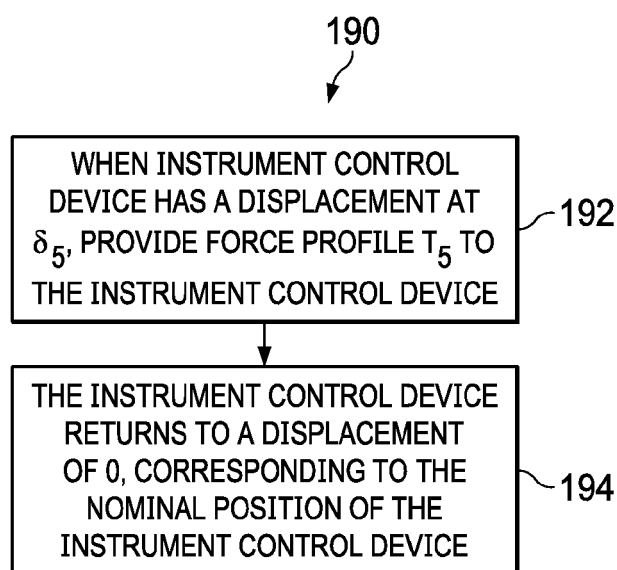 190
WHEN INSTRUMENT CONTROL
DEVICE HAS A DISPLACEMENT AT
δ5, PROVIDE FORCE PROFILE T5 TO
THE INSTRUMENT CONTROL DEVICE
192
THE INSTRUMENT CONTROL DEVICE
RETURNS TO A DISPLACEMENT
OF 0, CORRESPONDING TO THE
NOMINAL POSITION OF THE
INSTRUMENT CONTROL DEVICE
194